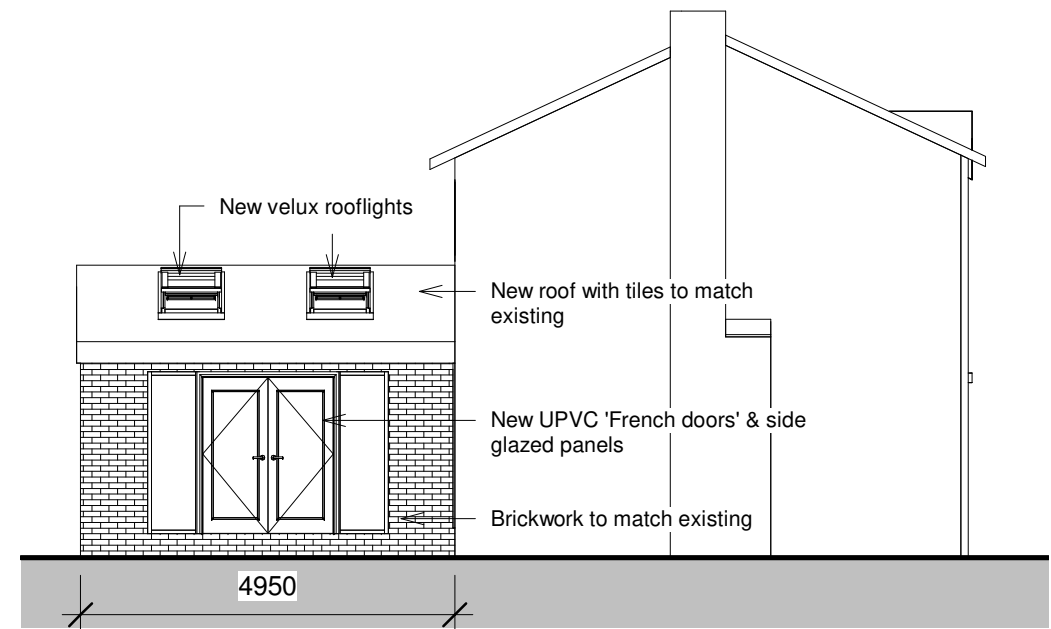 New velux rooflights
New roof with tiles to match
existing
New UPVC 'French doors' & side
glazed panels
Brickwork to match existing
4950